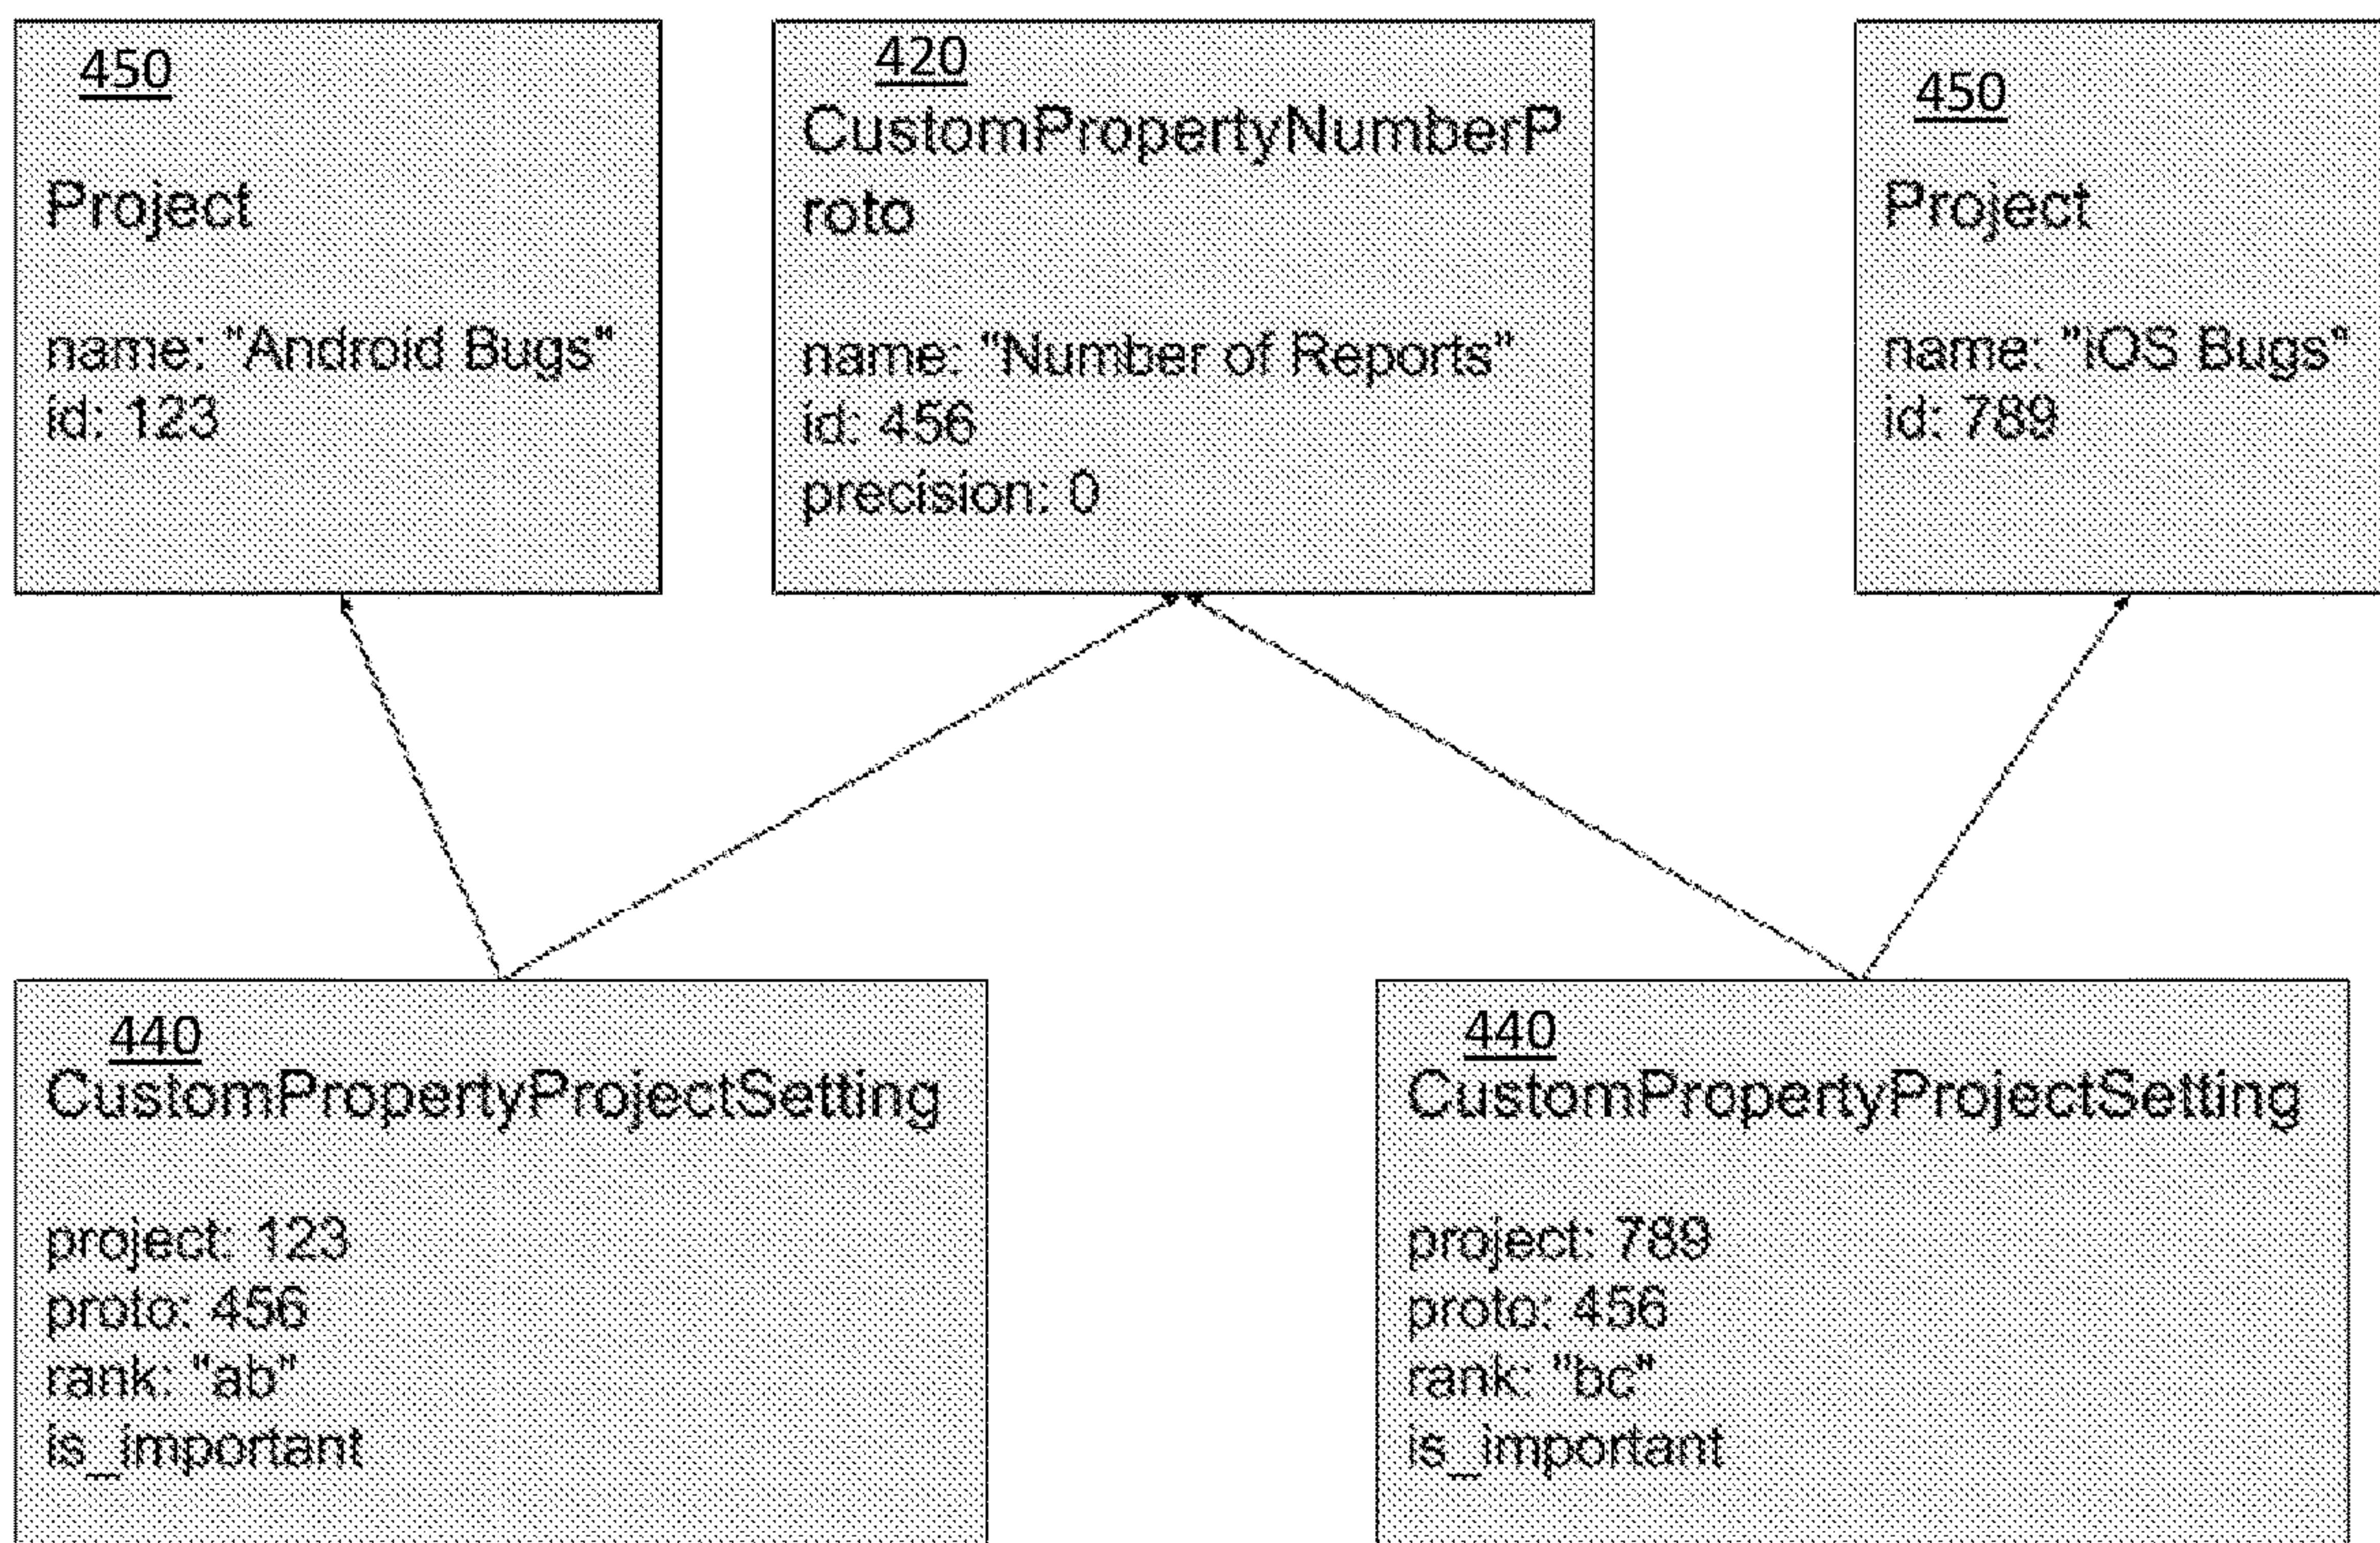 450
Project
name: "Android Bugs"
id: 123
420
CustomPropertyNumberP
roto
name: "Number of Reports"
id: 456
precision: 0
450
Project
name: "iOS Bugs"
id: 789
440
CustomPropertyProjectSetting
project: 123
proto: 456
rank: "ab"
is_important
440
CustomPropertyProjectSetting
project: 789
proto: 456
rank: "bc"
is_important